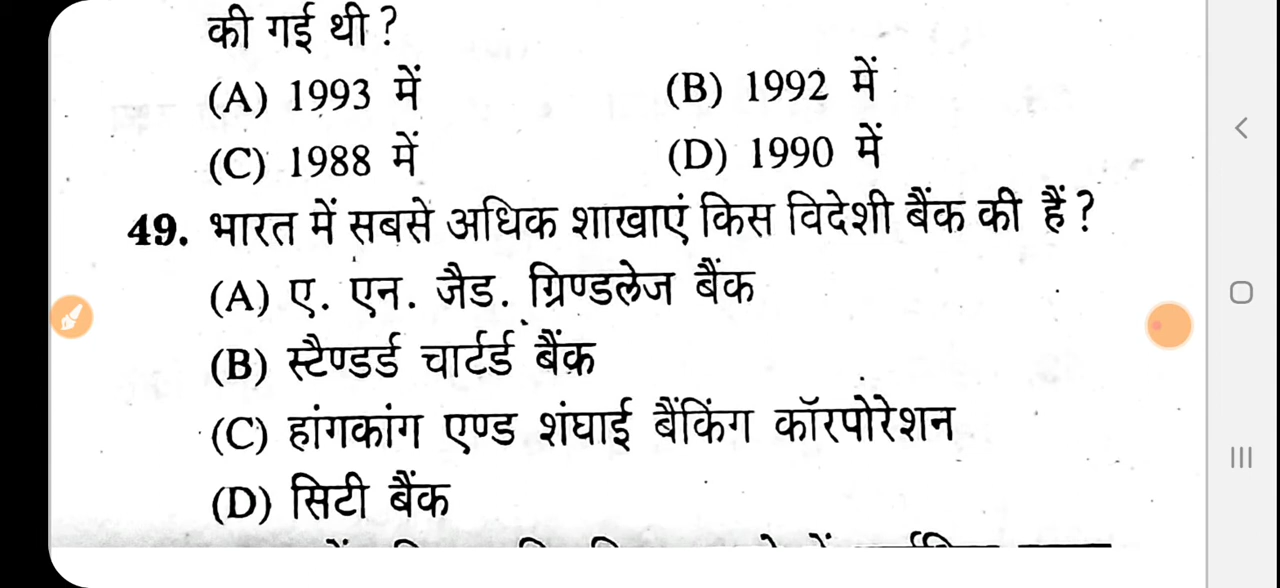 की गई थी ?
(A) 1993 में (B) 1992 में
(C) 1988 में (D) 1990 में
49. भारत में सबसे अधिक शाखाएं किस विदेशी बैंक की हैं ?
(A) ए. एन. जैड. ग्रिण्डलेज बैंक
(B) स्टैण्डर्ड चार्टर्ड बैंक
(C) हांगकांग एण्ड शंघाई बैंकिंग कॉरपोरेशन
(D) सिटी बैंक